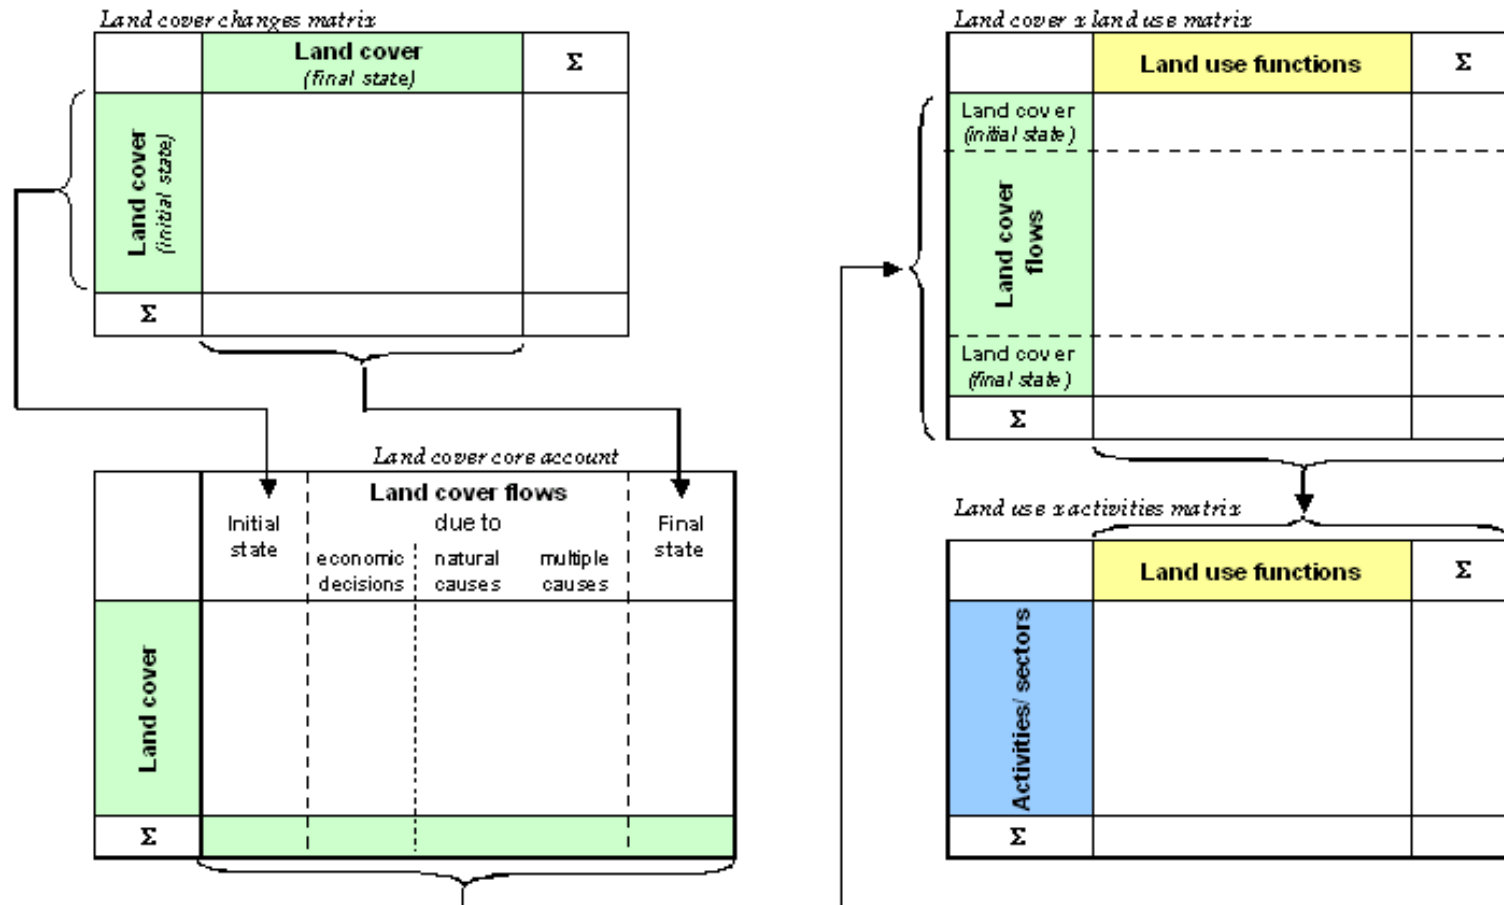 Land cover changes matrix
Land cover
(final state)
Σ
Land cover
(initial state)
Σ
Land cover core account
Initial
state
Land cover flows
due to
economic
decisions
natural
causes
multiple
causes
Final
state
Land cover
Σ
Land cover x land use matrix
Land use functions
Σ
Land cover
(initial state)
Land cover
flows
Land cover
(final state)
Σ
Land use x activities matrix
Land use functions
Σ
Activities/ sectors
Σ